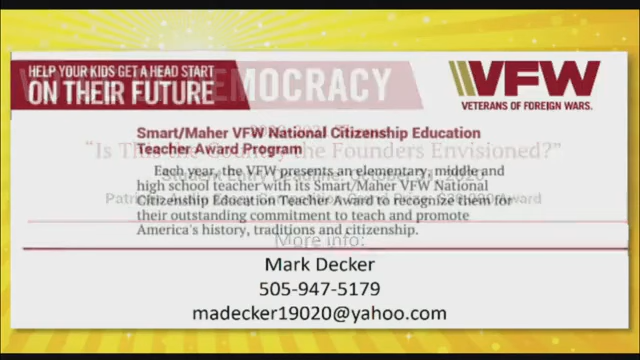 HELP YOUR KIDS GET A HEAD START
ON THEIR FUTURE
DEMOCRACY
VFW
VETERANS OF FOREIGN WARS.
Smart/Maher VFW National Citizenship Education
Teacher Award Program
"Is This the Country the Founders Envisioned?"
Each year, the VFW presents an elementary, middle and
high school teacher with its Smart/Maher VFW National
Citizenship Education Teacher Award to recognize them for
their outstanding commitment to teach and promote
America's history, traditions and citizenship.
More info:
Mark Decker
505-947-5179
madecker19020@yahoo.com